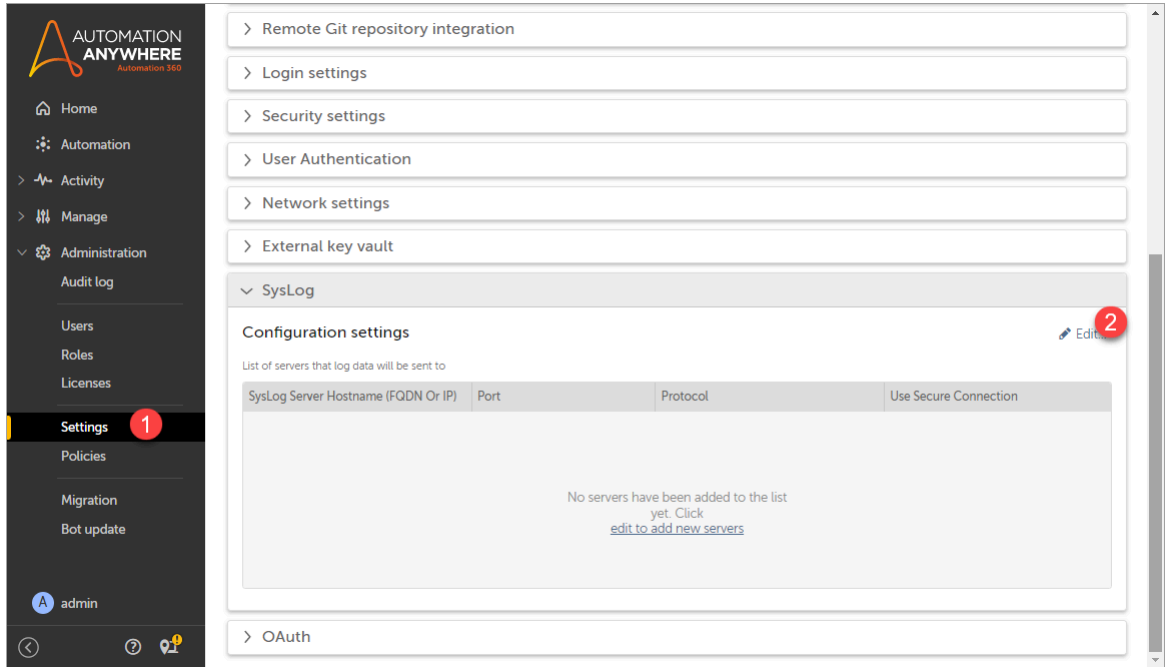 AUTOMATION
ANYWHERE
Automation 360
Home
Automation
Activity
Manage
Administration
Audit log
Users
Roles
Licenses
Settings
1
Policies
Migration
Bot update
A
admin
?
!
Remote Git repository integration
Login settings
Security settings
User Authentication
Network settings
External key vault
SysLog
Configuration settings
Edit
2
List of servers that log data will be sent to
SysLog Server Hostname (FQDN Or IP) Port Protocol Use Secure Connection
No servers have been added to the list
yet. Click
edit to add new servers
OAuth